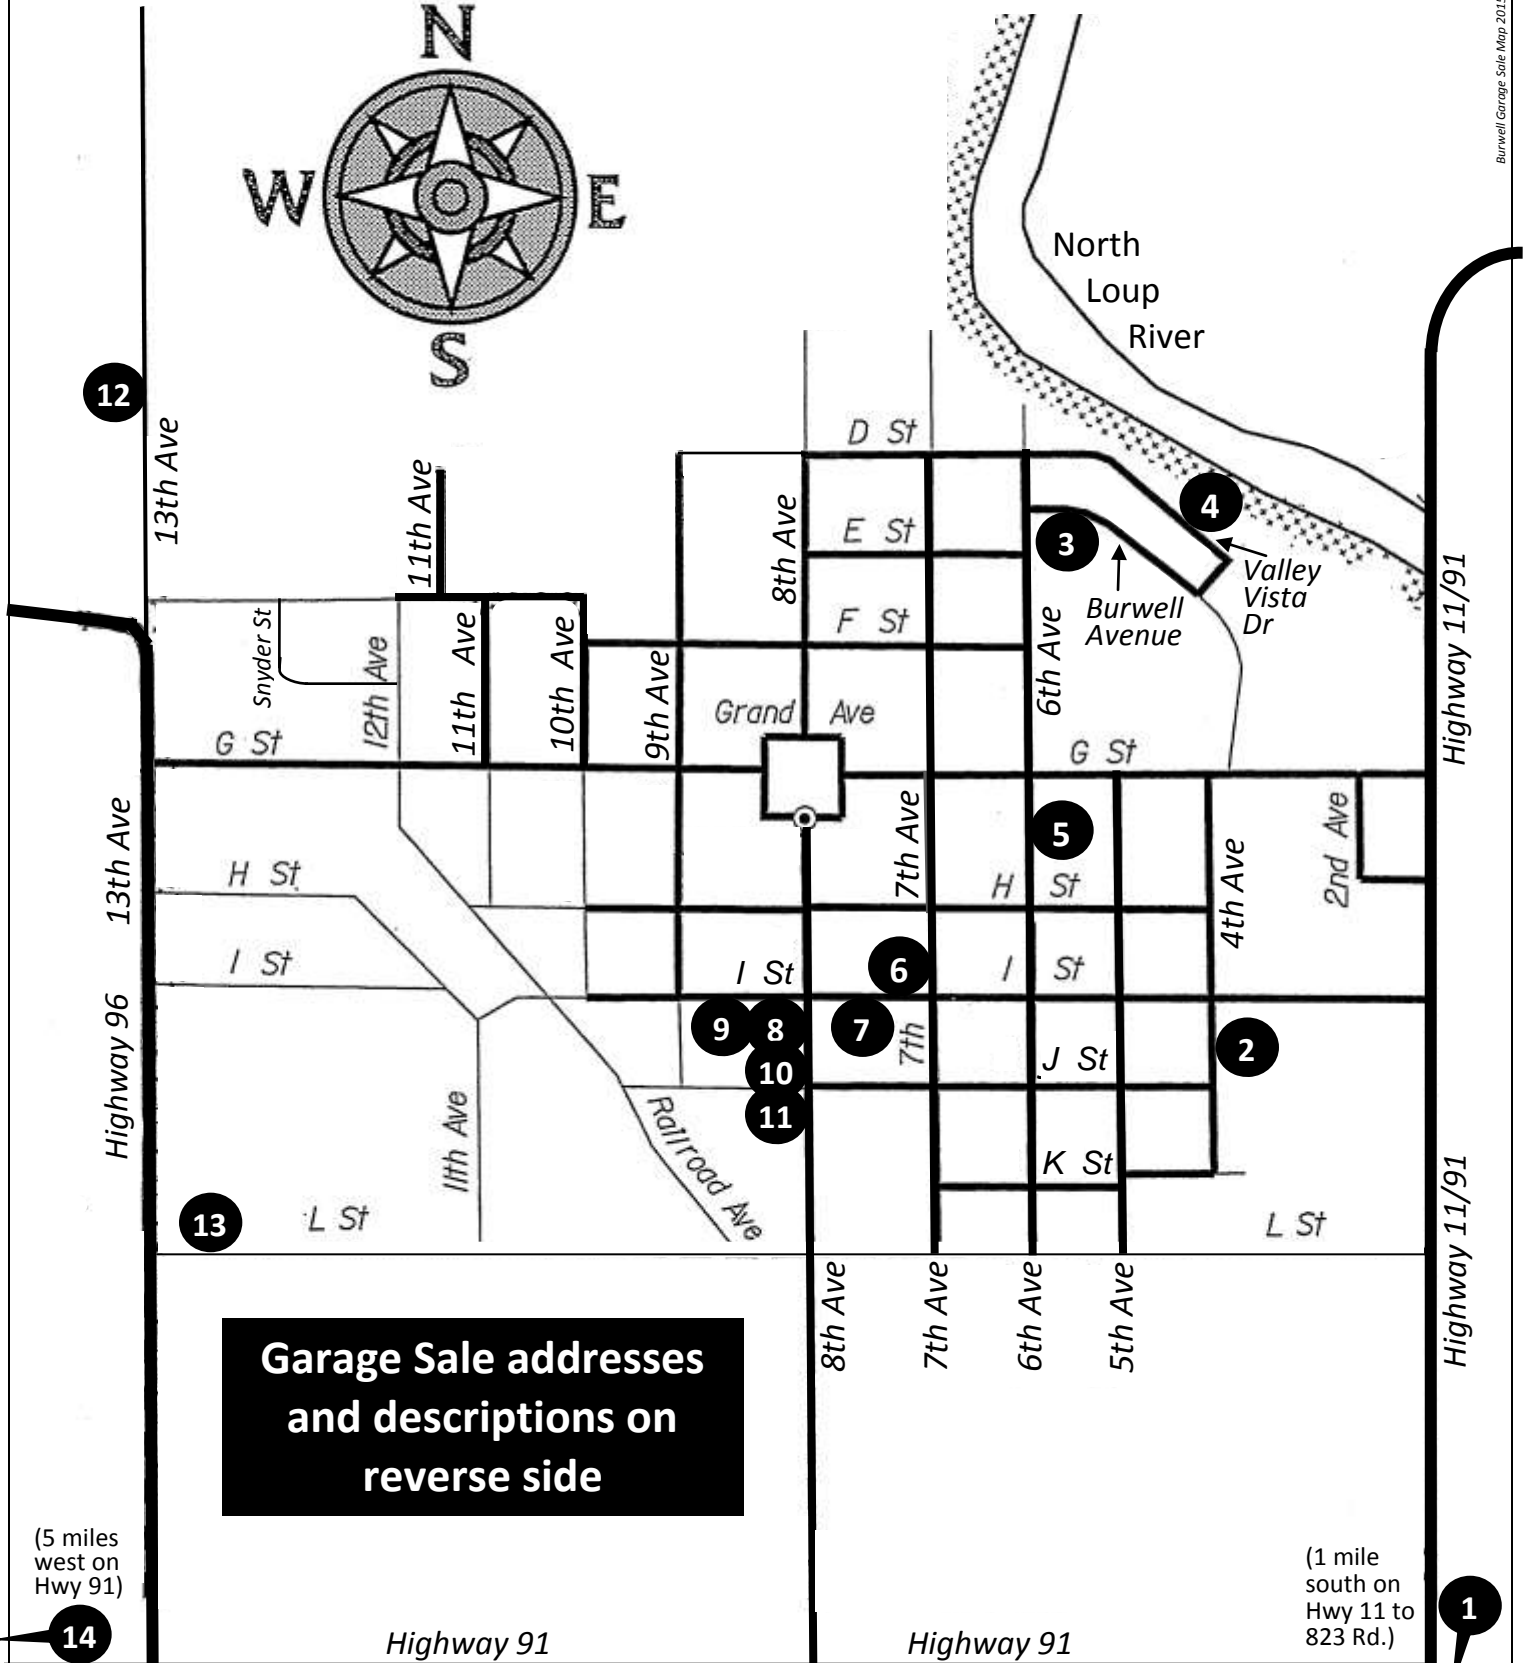 Burwell Garage Sale Map 2015
N
W
E
S
North
Loup
River
12
13th Ave
11th Ave
D St
8th Ave
E St
4
3
Valley
Vista
Dr
Burwell
Avenue
Highway 11/91
Snyder St
12th Ave
11th Ave
10th Ave
9th Ave
F St
6th Ave
Grand Ave
G St
G St
13th Ave
7th Ave
5
2nd Ave
H St
H St
4th Ave
I St
I St
6
I St
Highway 96
9
8
7
7th
2
10
J St
11
11th Ave
Railroad Ave
K St
13
L St
L St
Highway 11/91
8th Ave
7th Ave
6th Ave
5th Ave
Garage Sale addresses
and descriptions on
reverse side
(5 miles
west on
Hwy 91)
(1 mile
south on
Hwy 11 to
823 Rd.)
14
1
Highway 91
Highway 91